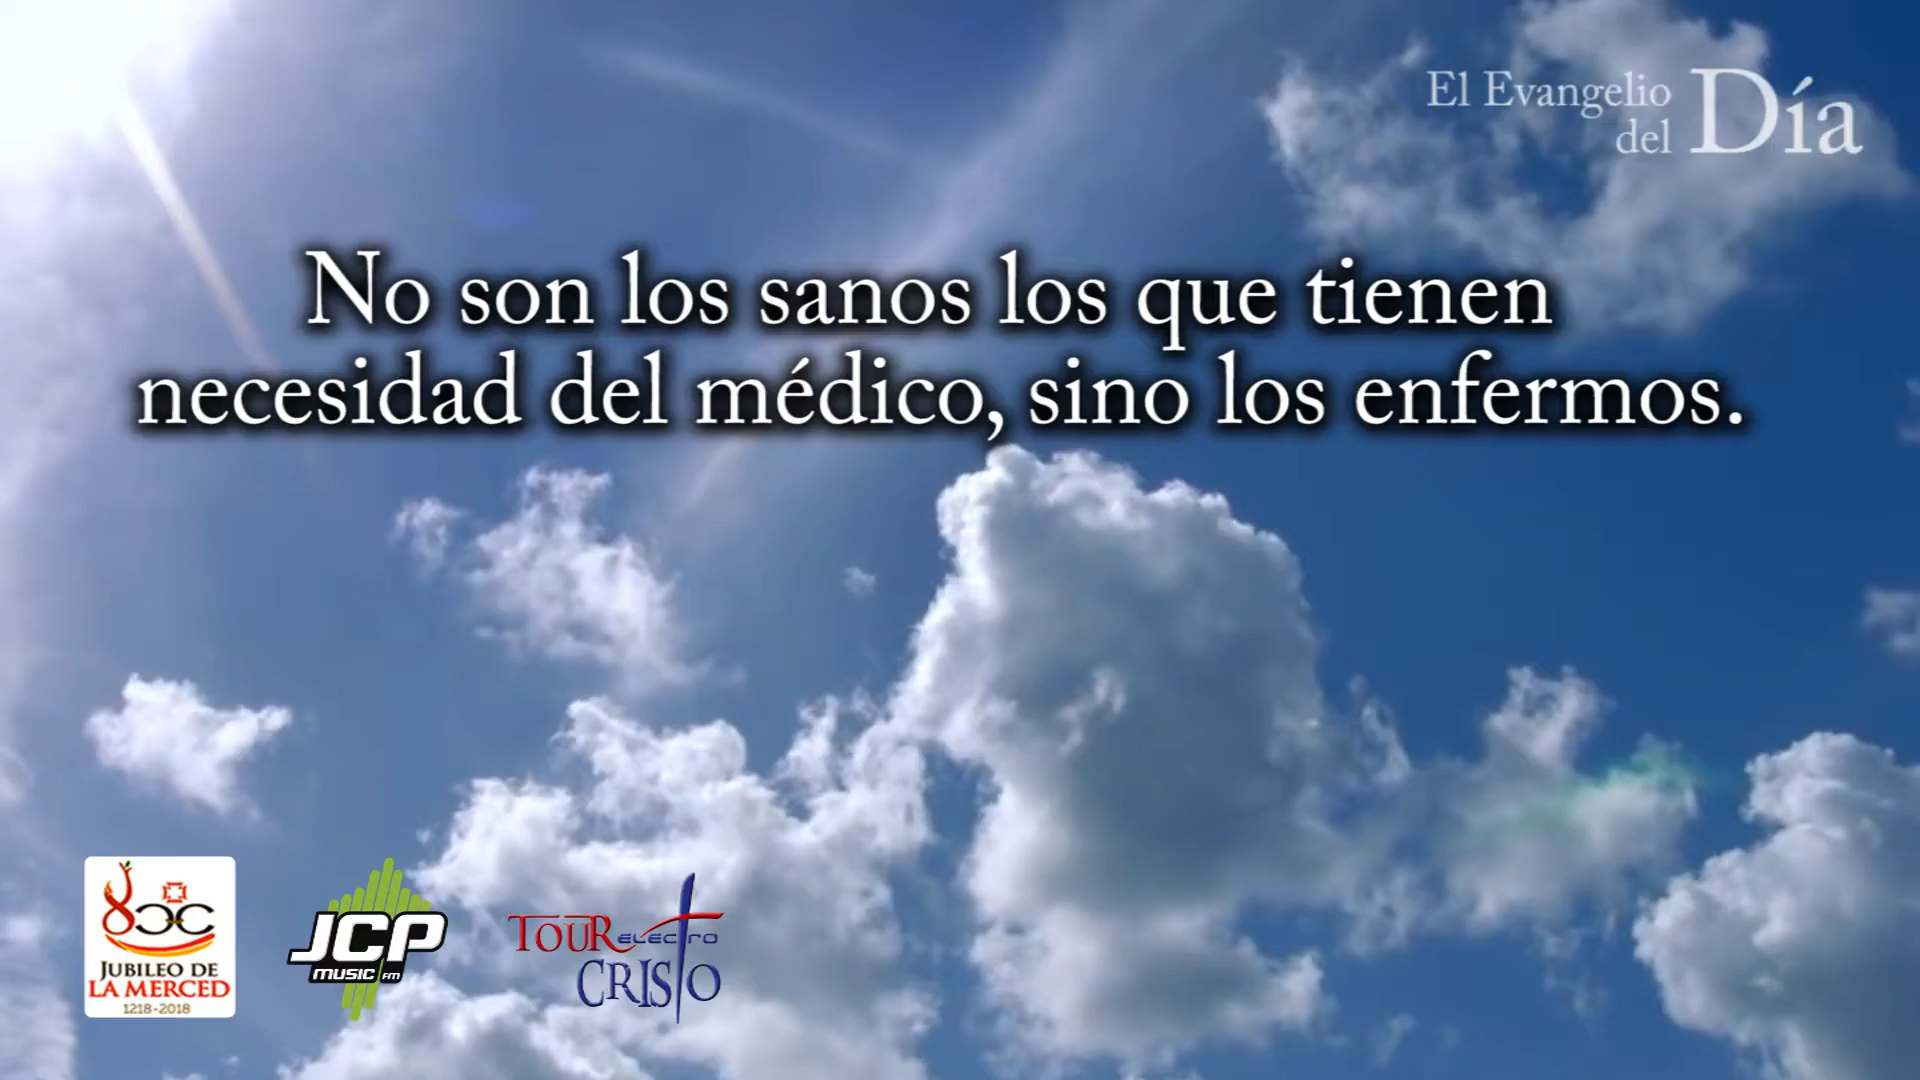 El Evangelio
del Día
No son los sanos los que tienen
necesidad del médico, sino los enfermos.
JUBILEO DE
LA MERCED
1218-2018
JCP
MUSIC FM
TOUR ELECTRO
CRISTO